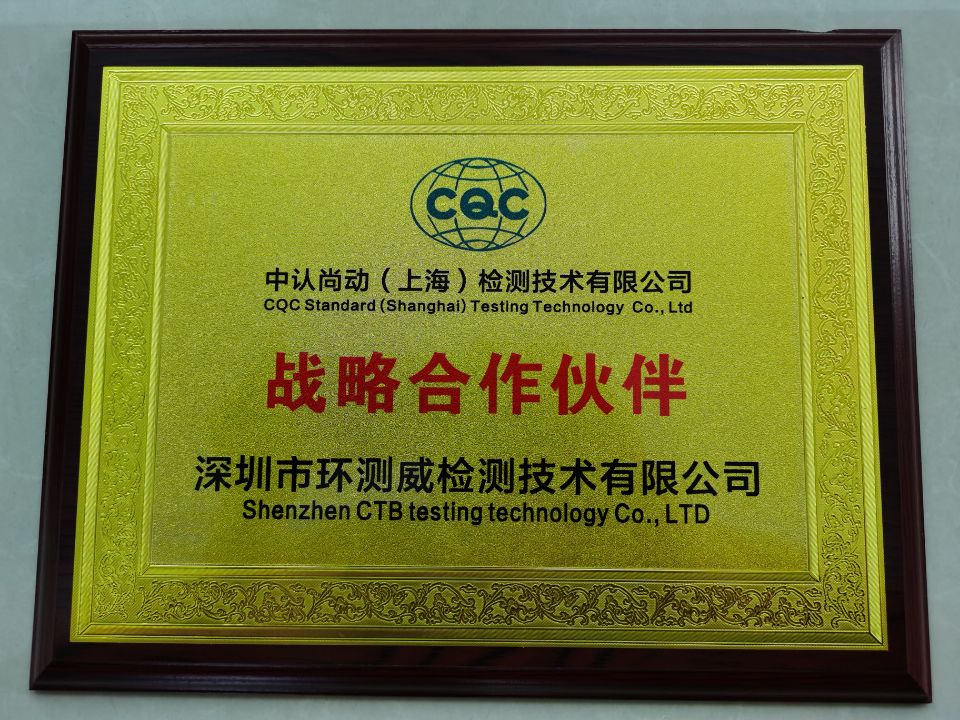 CQC
中认尚动（上海）检测技术有限公司
CQC Standard (Shanghai) Testing Technology Co., Ltd
战略合作伙伴
深圳市环测威检测技术有限公司
Shenzhen CTB testing technology Co., LTD